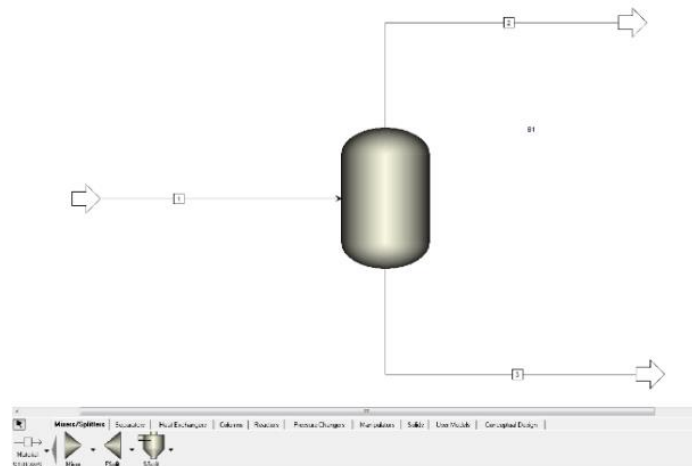 2
B1
1
3
Mixers/Splitters | Separators | Heat Exchangers | Columns | Reactors | Pressure Changers | Manipulators | Solids | User Models | Conceptual Design |
Material Mixer FSplit SSplit